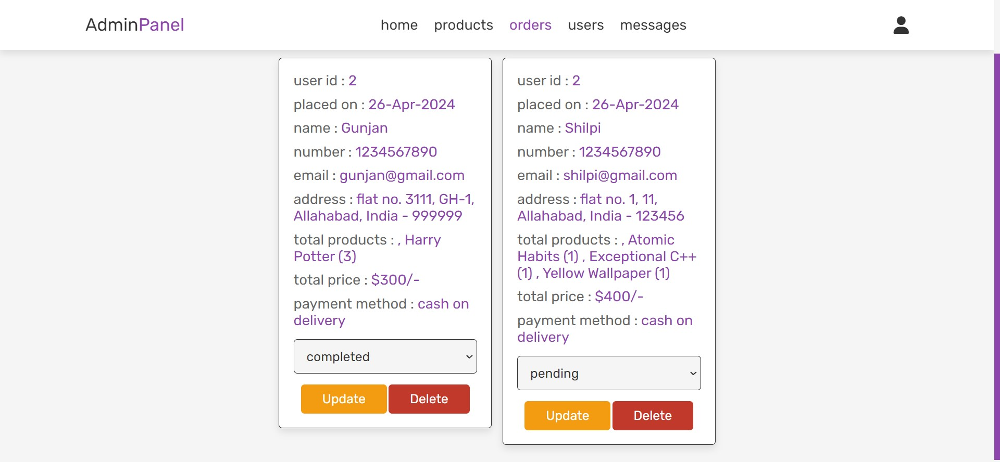 AdminPanel
home products orders users messages
user id : 2
placed on : 26-Apr-2024
name : Gunjan
number : 1234567890
email : gunjan@gmail.com
address : flat no. 3111, GH-1,
Allahabad, India - 999999
total products : , Harry
Potter (3)
total price : $300/-
payment method : cash on
delivery
completed
Update Delete
user id : 2
placed on : 26-Apr-2024
name : Shilpi
number : 1234567890
email : shilpi@gmail.com
address : flat no. 1, 11,
Allahabad, India - 123456
total products : , Atomic
Habits (1) , Exceptional C++
(1) , Yellow Wallpaper (1)
total price : $400/-
payment method : cash on
delivery
pending
Update Delete